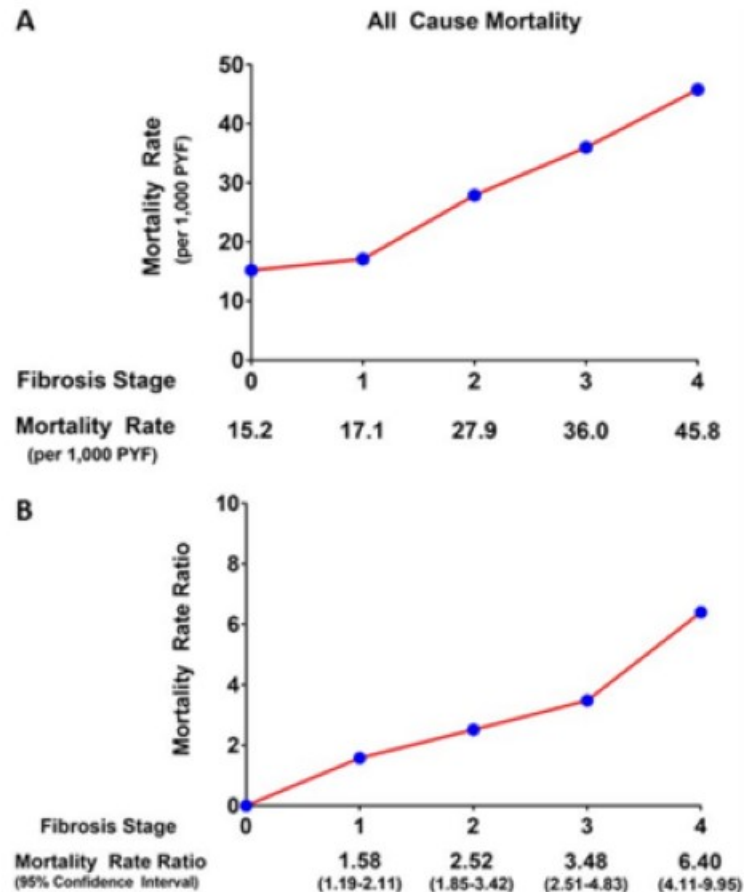 A
All Cause Mortality
Mortality Rate
(per 1,000 PYF)
50
40
30
20
10
0
Fibrosis Stage 0 1 2 3 4
Mortality Rate 15.2 17.1 27.9 36.0 45.8
(per 1,000 PYF)
B
Mortality Rate Ratio
10
8
6
4
2
0
Fibrosis Stage 0 1 2 3 4
Mortality Rate Ratio 1.58 2.52 3.48 6.40
(95% Confidence Interval) (1.19-2.11) (1.85-3.42) (2.51-4.83) (4.11-9.95)